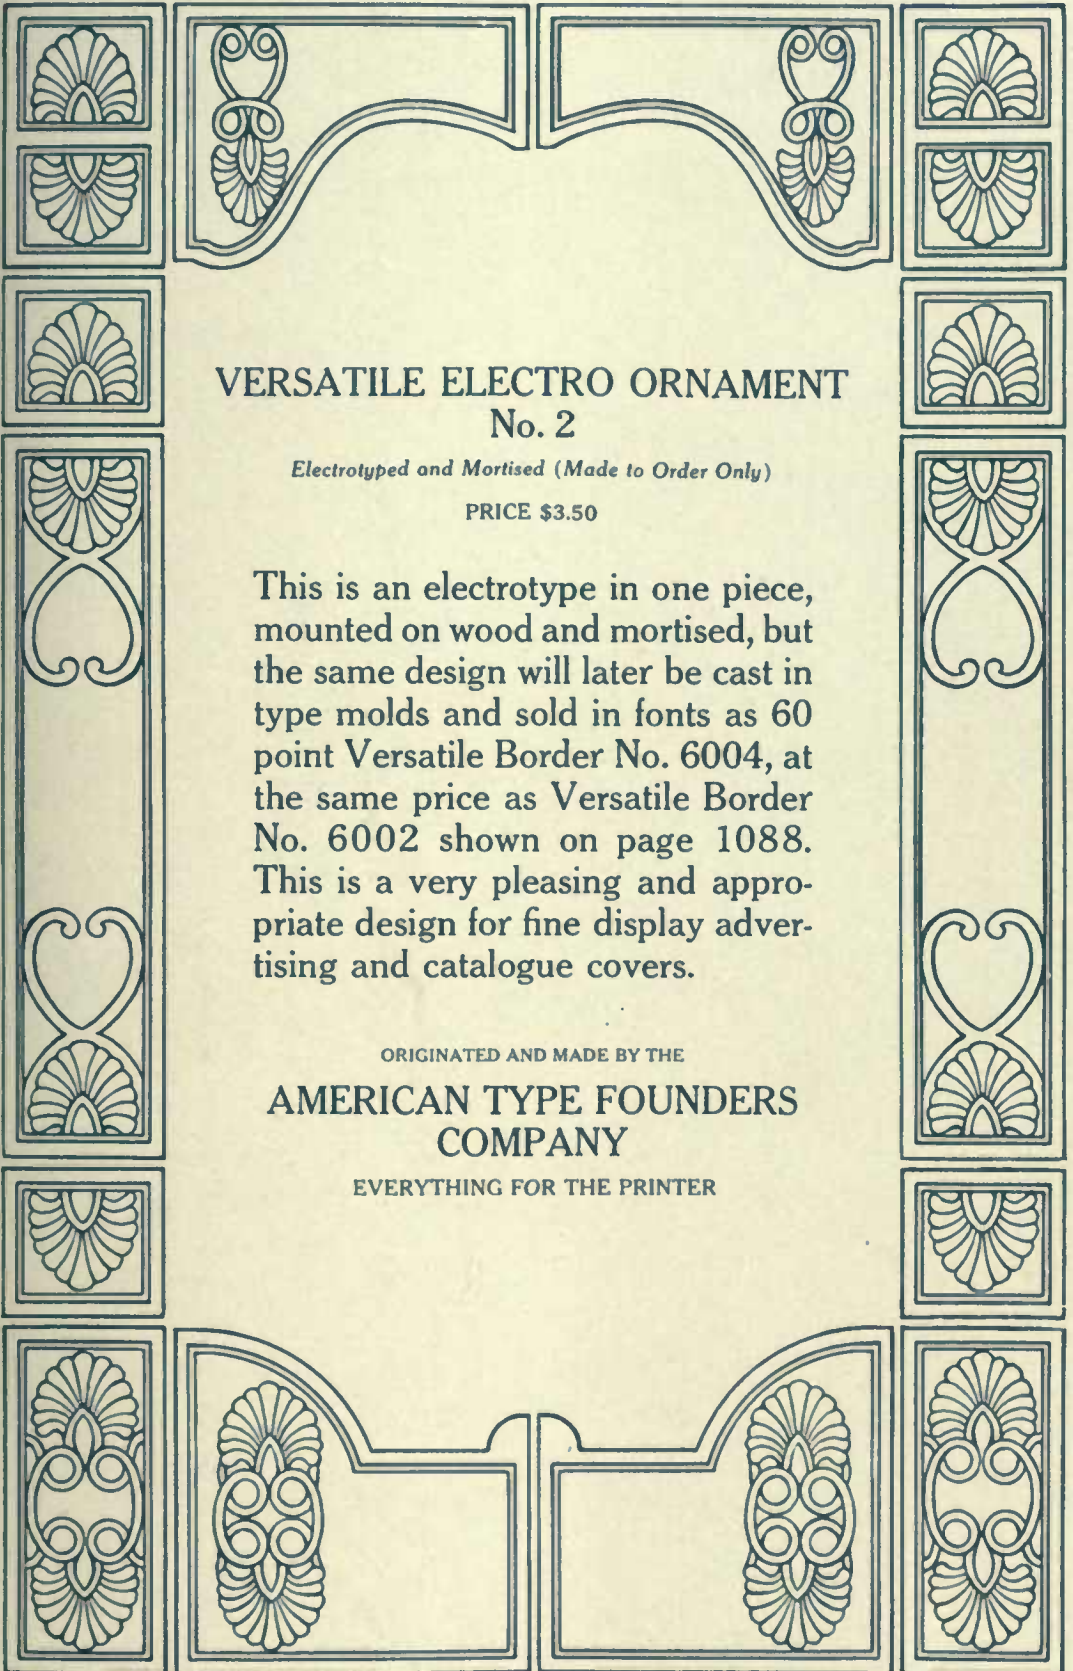 VERSATILE ELECTRO ORNAMENT
No. 2
Electrotyped and Mortised (Made to Order Only)
PRICE $3.50
This is an electrotype in one piece,
mounted on wood and mortised, but
the same design will later be cast in
type molds and sold in fonts as 60
point Versatile Border No. 6004, at
the same price as Versatile Border
No. 6002 shown on page 1088.
This is a very pleasing and appro-
priate design for fine display adver-
tising and catalogue covers.
ORIGINATED AND MADE BY THE
AMERICAN TYPE FOUNDERS
COMPANY
EVERYTHING FOR THE PRINTER